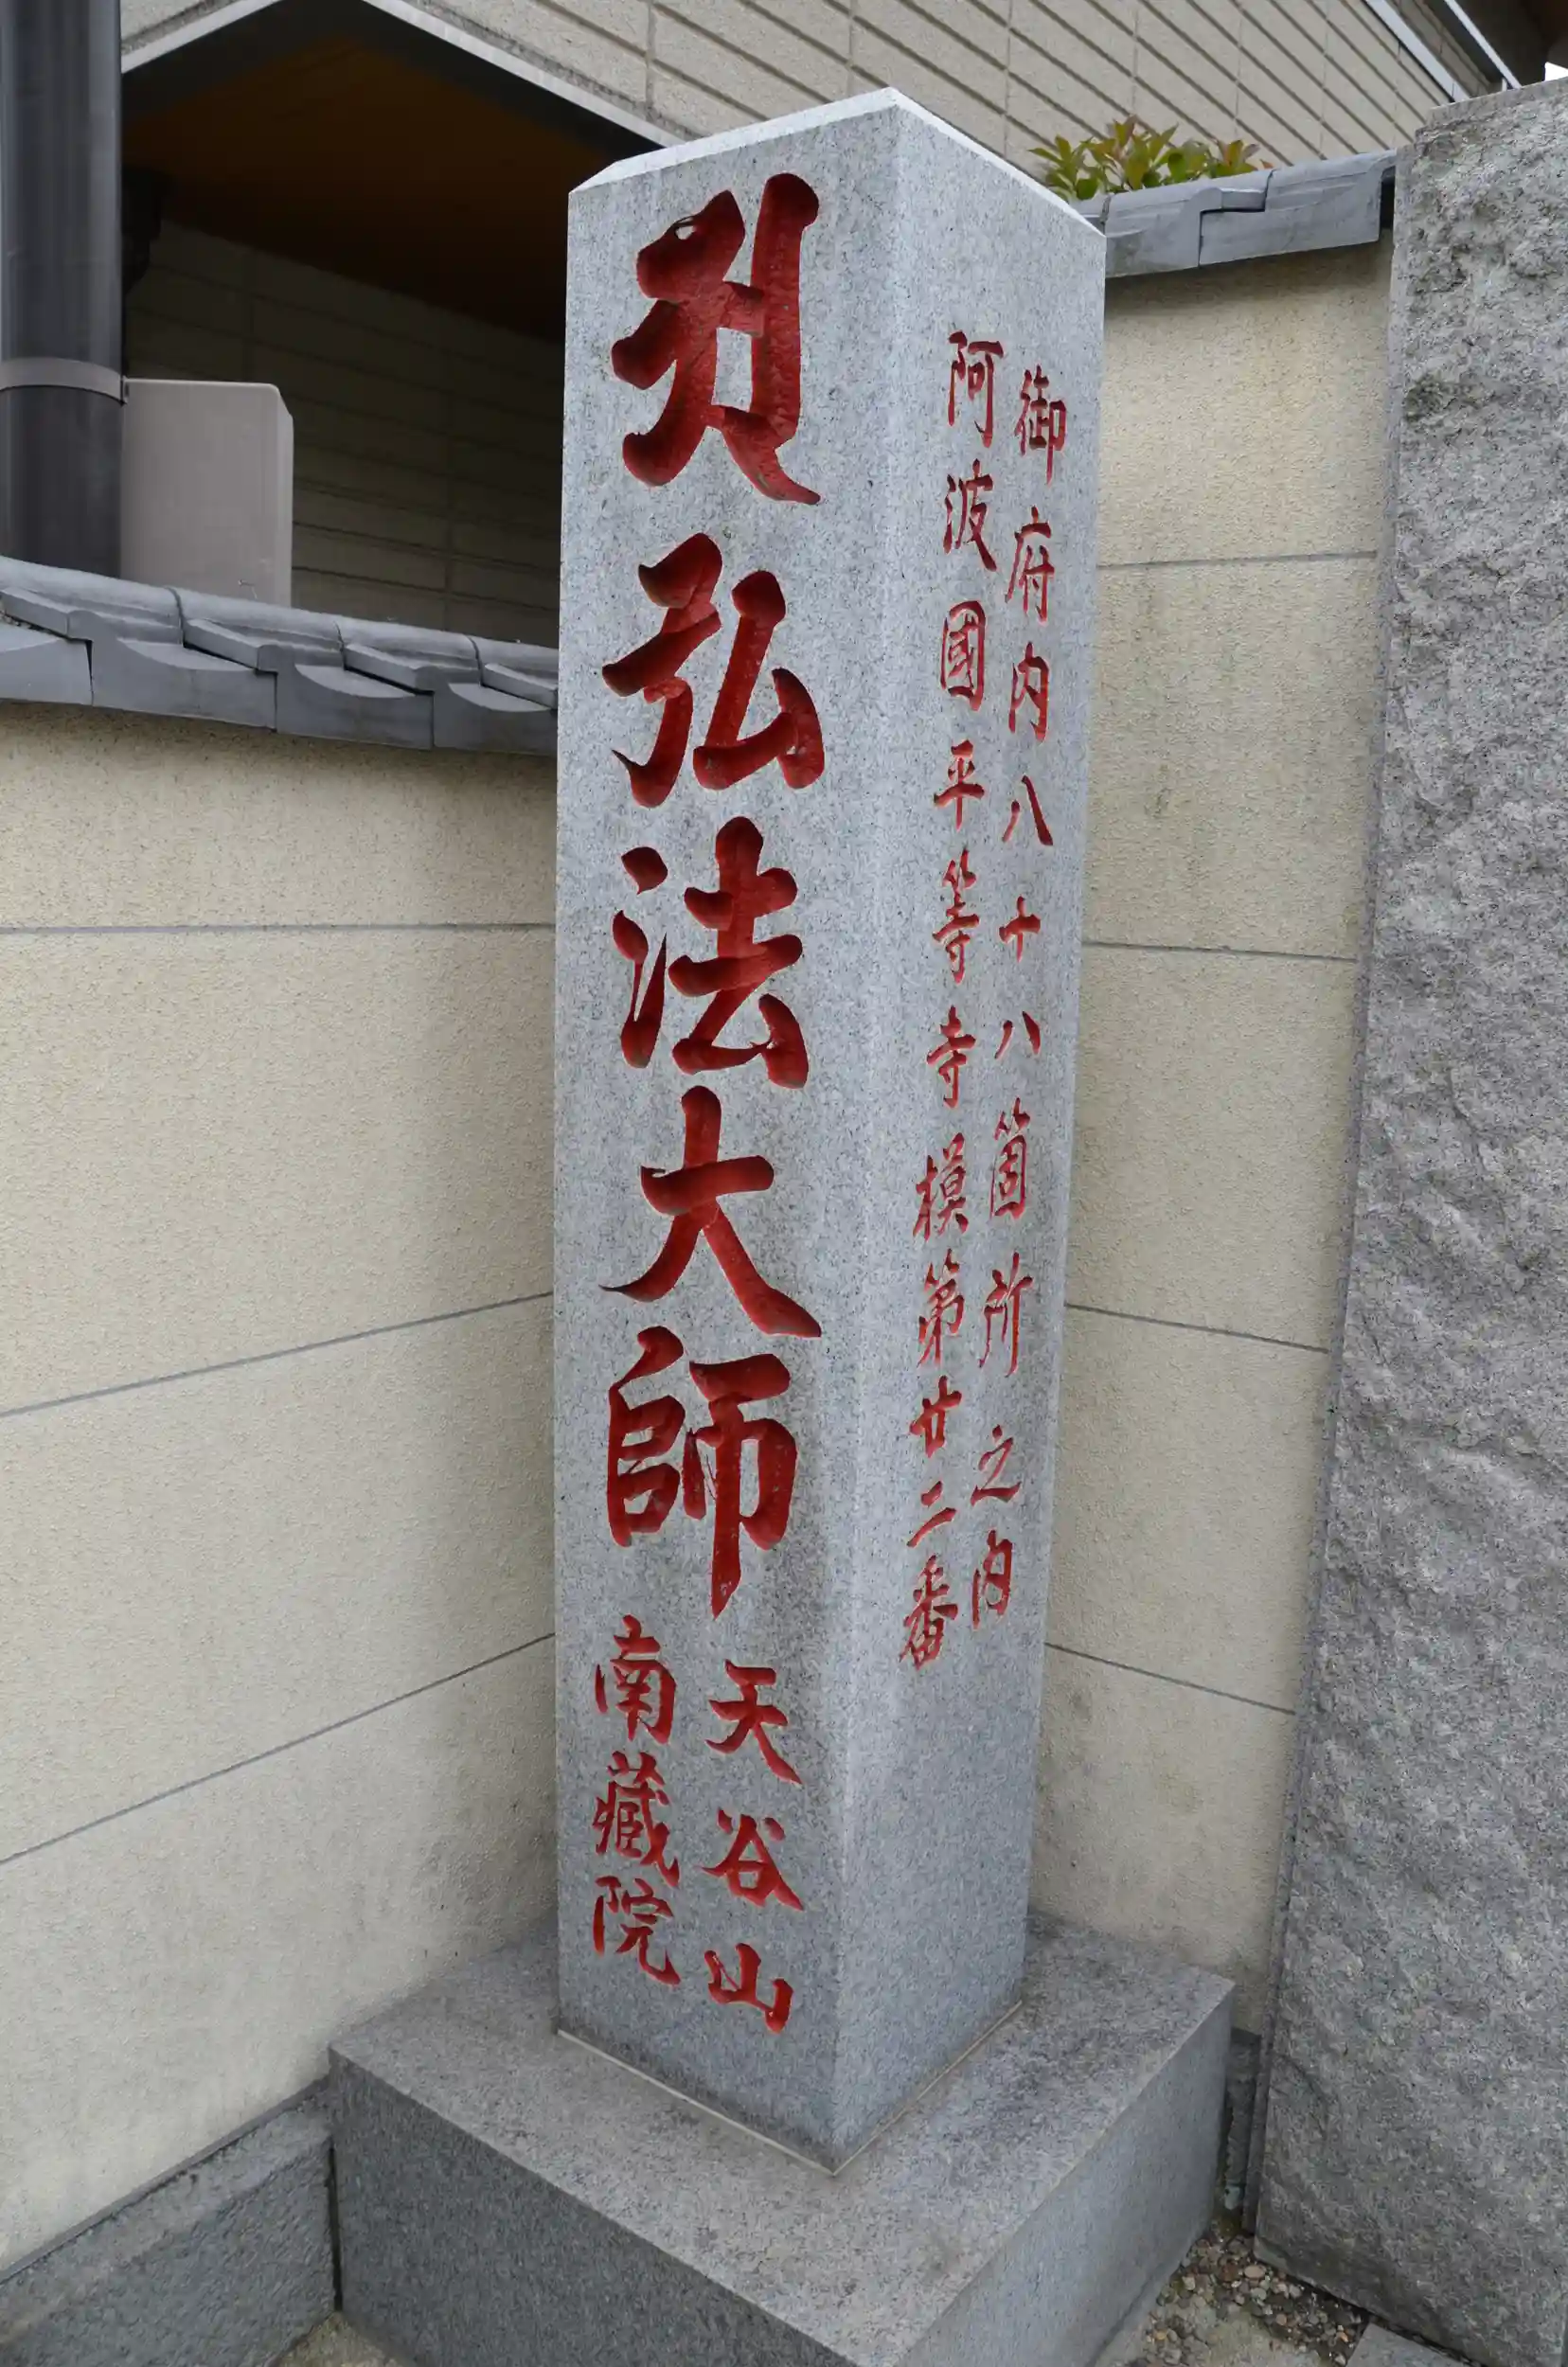 弘法大師
天谷山
南藏院
御府内八十八箇所之内
阿波國平等寺模第廿二番